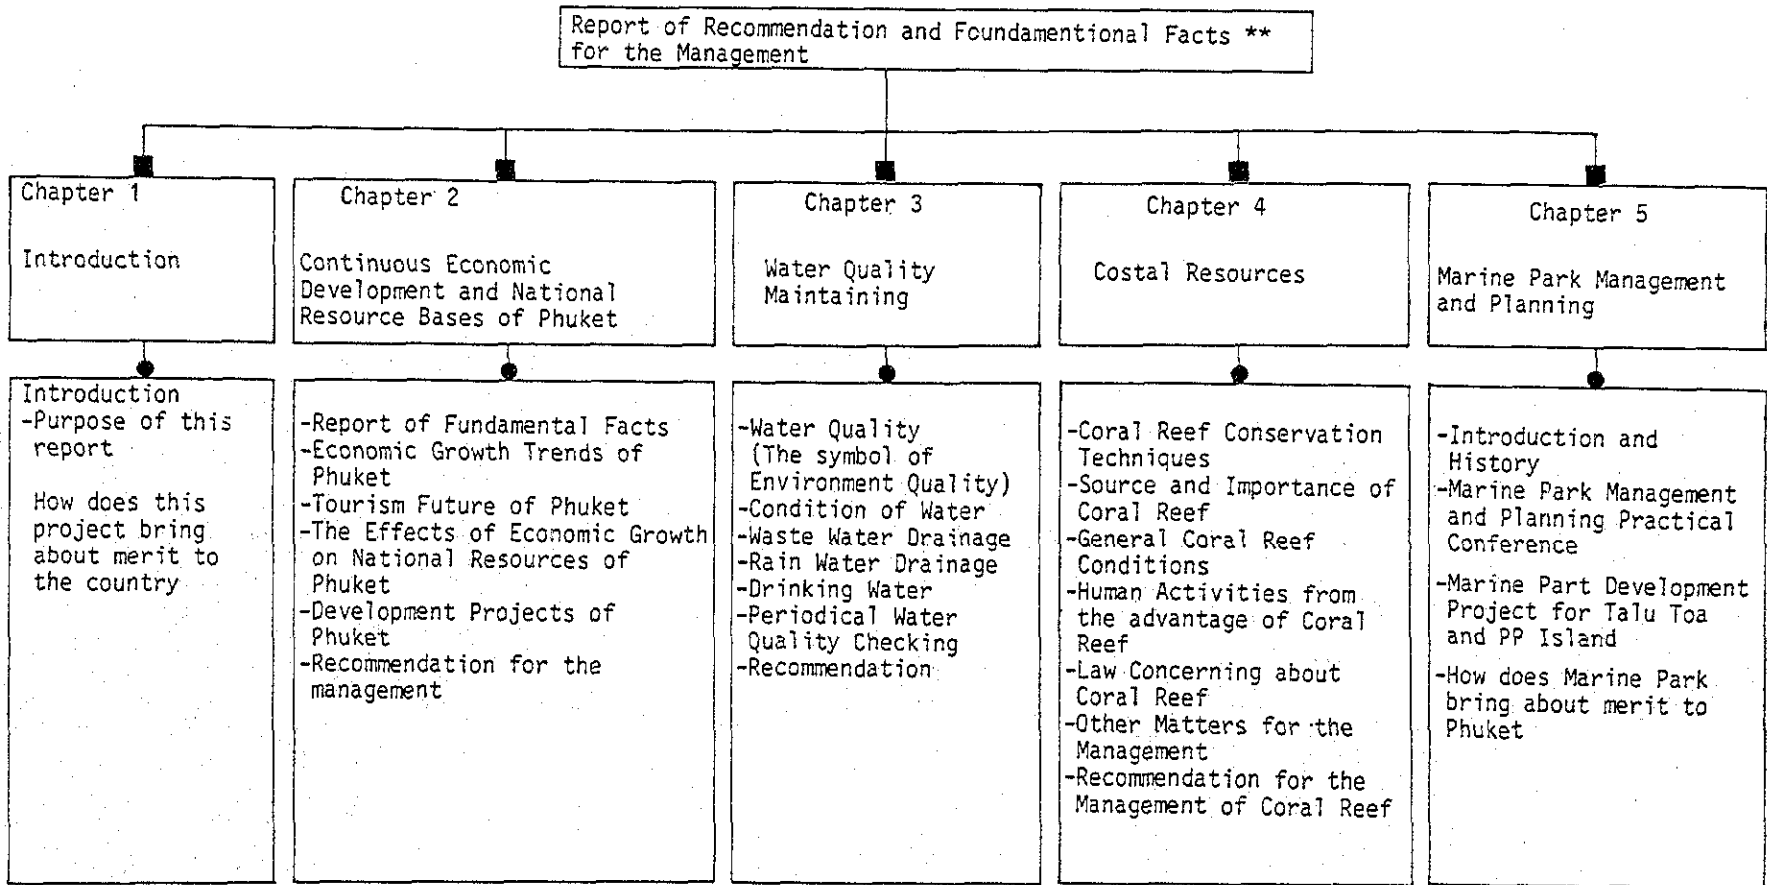 Report of Recommendation and Foundamentional Facts **
for the Management
Chapter 1
Introduction
Chapter 2
Continuous Economic
Development and National
Resource Bases of Phuket
Chapter 3
Water Quality
Maintaining
Chapter 4
Costal Resources
Chapter 5
Marine Park Management
and Planning
Introduction
-Purpose of this
report
How does this
project bring
about merit to
the country
-Report of Fundamental Facts
-Economic Growth Trends of
Phuket
-Tourism Future of Phuket
-The Effects of Economic Growth
on National Resources of
Phuket
-Development Projects of
Phuket
-Recommendation for the
management
-Water Quality
(The symbol of
Environment Quality)
-Condition of Water
-Waste Water Drainage
-Rain Water Drainage
-Drinking Water
-Periodical Water
Quality Checking
-Recommendation
-Coral Reef Conservation
Techniques
-Source and Importance of
Coral Reef
-General Coral Reef
Conditions
-Human Activities from
the advantage of Coral
Reef
-Law Concerning about
Coral Reef
-Other Matters for the
Management
-Recommendation for the
Management of Coral Reef
-Introduction and
History
-Marine Park Management
and Planning Practical
Conference
-Marine Part Development
Project for Talu Toa
and PP Island
-How does Marine Park
bring about merit to
Phuket